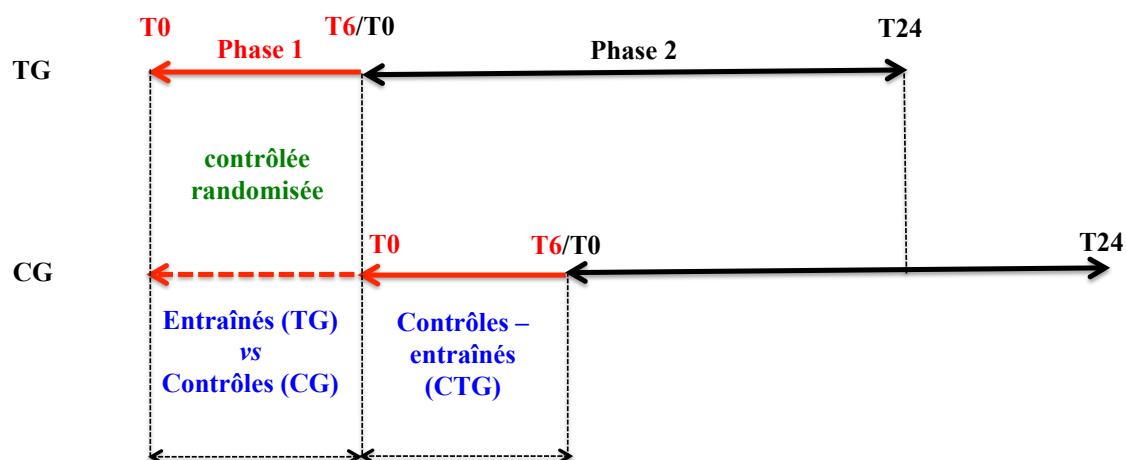 T0
T6/T0
T24
TG
Phase 1
Phase 2
contrôlée
randomisée
T0
T6/T0
T24
CG
Entraînés (TG)
vs
Contrôles (CG)
Contrôles –
entraînés
(CTG)